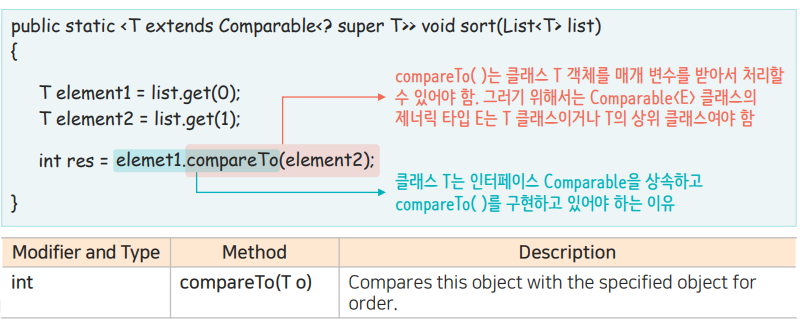 public static <T extends Comparable<? super T>> void sort(List<T> list)
{
T element1 = list.get(0);
T element2 = list.get(1);
int res = elemet1.compareTo(element2);
}
compareTo( )는 클래스 T 객체를 매개 변수를 받아서 처리할
수 있어야 함. 그러기 위해서는 Comparable<E> 클래스의
제너릭 타입 E는 T 클래스이거나 T의 상위 클래스여야 함
클래스 T는 인터페이스 Comparable을 상속하고
compareTo( )를 구현하고 있어야 하는 이유
Modifier and Type Method Description
int compareTo(T o) Compares this object with the specified object for
order.